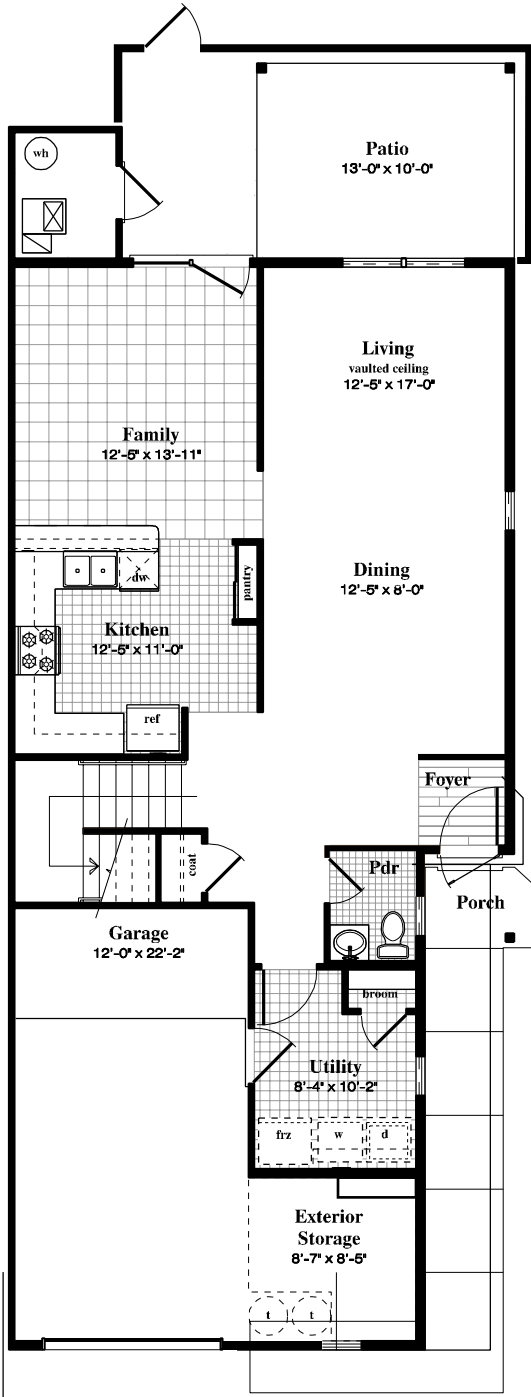 wh
Patio
13'-0" x 10'-0"
Living
vaulted ceiling
12'-5" x 17'-0"
Family
12'-5" x 13'-11"
dw
pantry
Dining
12'-5" x 8'-0"
Kitchen
12'-5" x 11'-0"
ref
Foyer
coat
Pdr
Porch
Garage
12'-0" x 22'-2"
broom
Utility
8'-4" x 10'-2"
frz
w
d
Exterior
Storage
8'-7" x 8'-5"
t
t